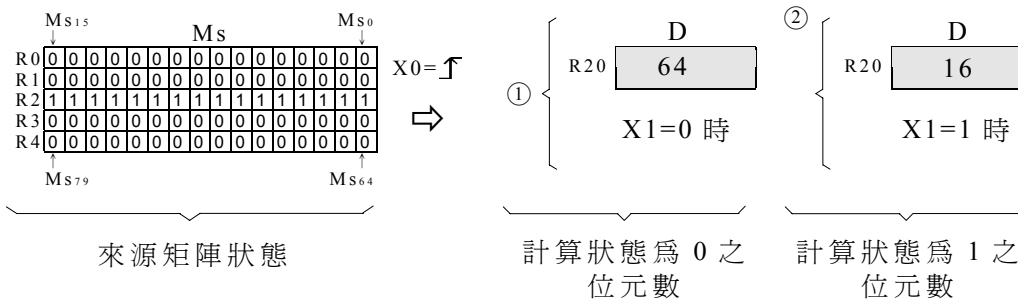 Ms15 Ms0
Ms
R0 0 0 0 0 0 0 0 0 0 0 0 0 0 0 0 0
R1 0 0 0 0 0 0 0 0 0 0 0 0 0 0 0 0
R2 1 1 1 1 1 1 1 1 1 1 1 1 1 1 1 1
R3 0 0 0 0 0 0 0 0 0 0 0 0 0 0 0 0
R4 0 0 0 0 0 0 0 0 0 0 0 0 0 0 0 0
Ms79 Ms64
來源矩陣狀態
X0=
①
D
R20 64
X1=0 時
計算狀態爲 0 之
位元數
②
D
R20 16
X1=1 時
計算狀態爲 1 之
位元數